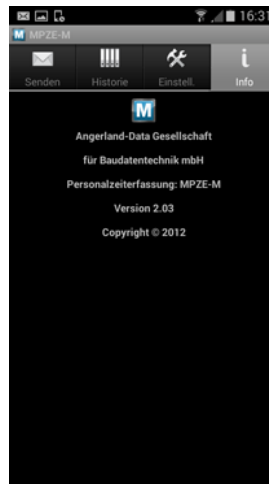 16:31
M MPZE-M
Senden Historie Einstell. Info
M
Angerland-Data Gesellschaft
für Baudatentechnik mbH
Personalzeiterfassung: MPZE-M
Version 2.03
Copyright © 2012